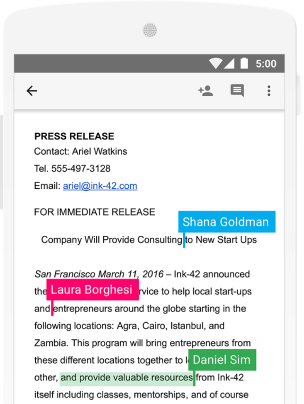 5:00
PRESS RELEASE
Contact: Ariel Watkins
Tel. 555-497-3128
Email: ariel@ink-42.com
FOR IMMEDIATE RELEASE
Shana Goldman
Company Will Provide Consulting to New Start Ups
San Francisco March 11, 2016 – Ink-42 announced
Laura Borghesi
the rvice to help local start-ups
and entrepreneurs around the globe starting in the
following locations: Agra, Cairo, Istanbul, and
Zambia. This program will bring entrepreneurs from
these different locations together to l
Daniel Sim
other, and provide valuable resources from Ink-42
itself including classes, mentorships, and of course